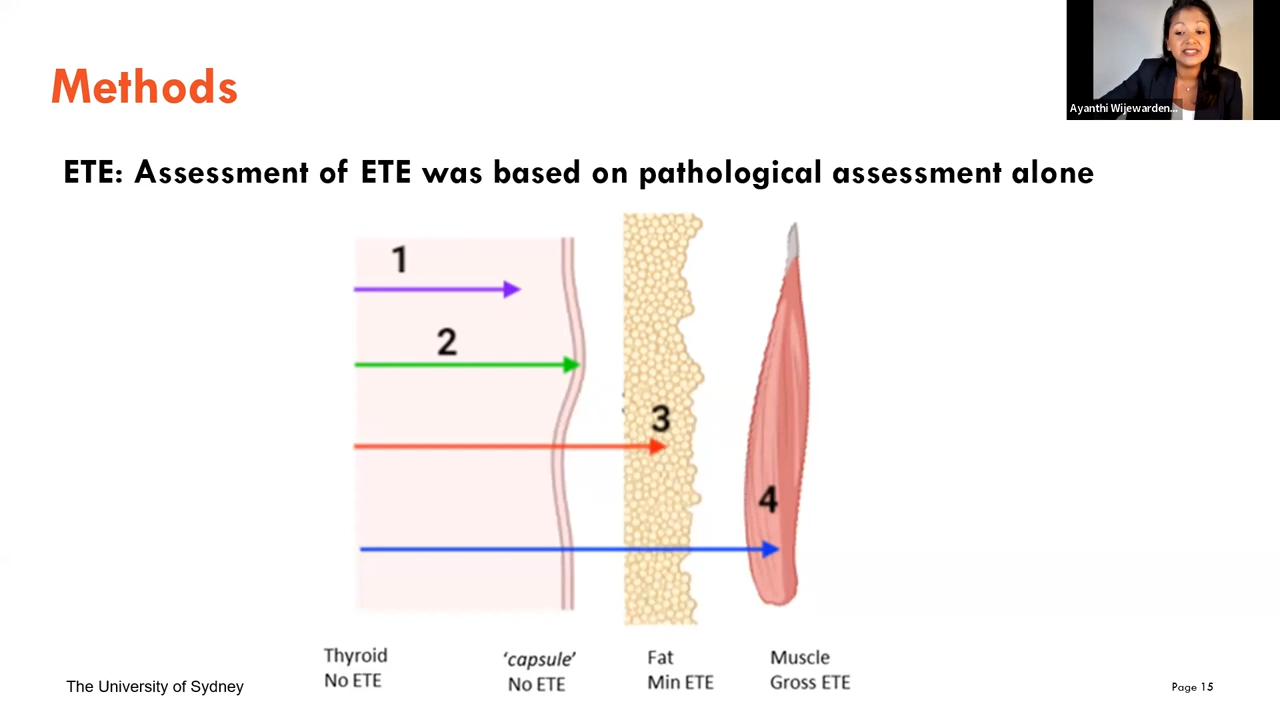 Methods
Ayanthi Wijewarden...
ETE: Assessment of ETE was based on pathological assessment alone
1
2
3
4
Thyroid
No ETE
'capsule'
No ETE
Fat
Min ETE
Muscle
Gross ETE
The University of Sydney
Page 15